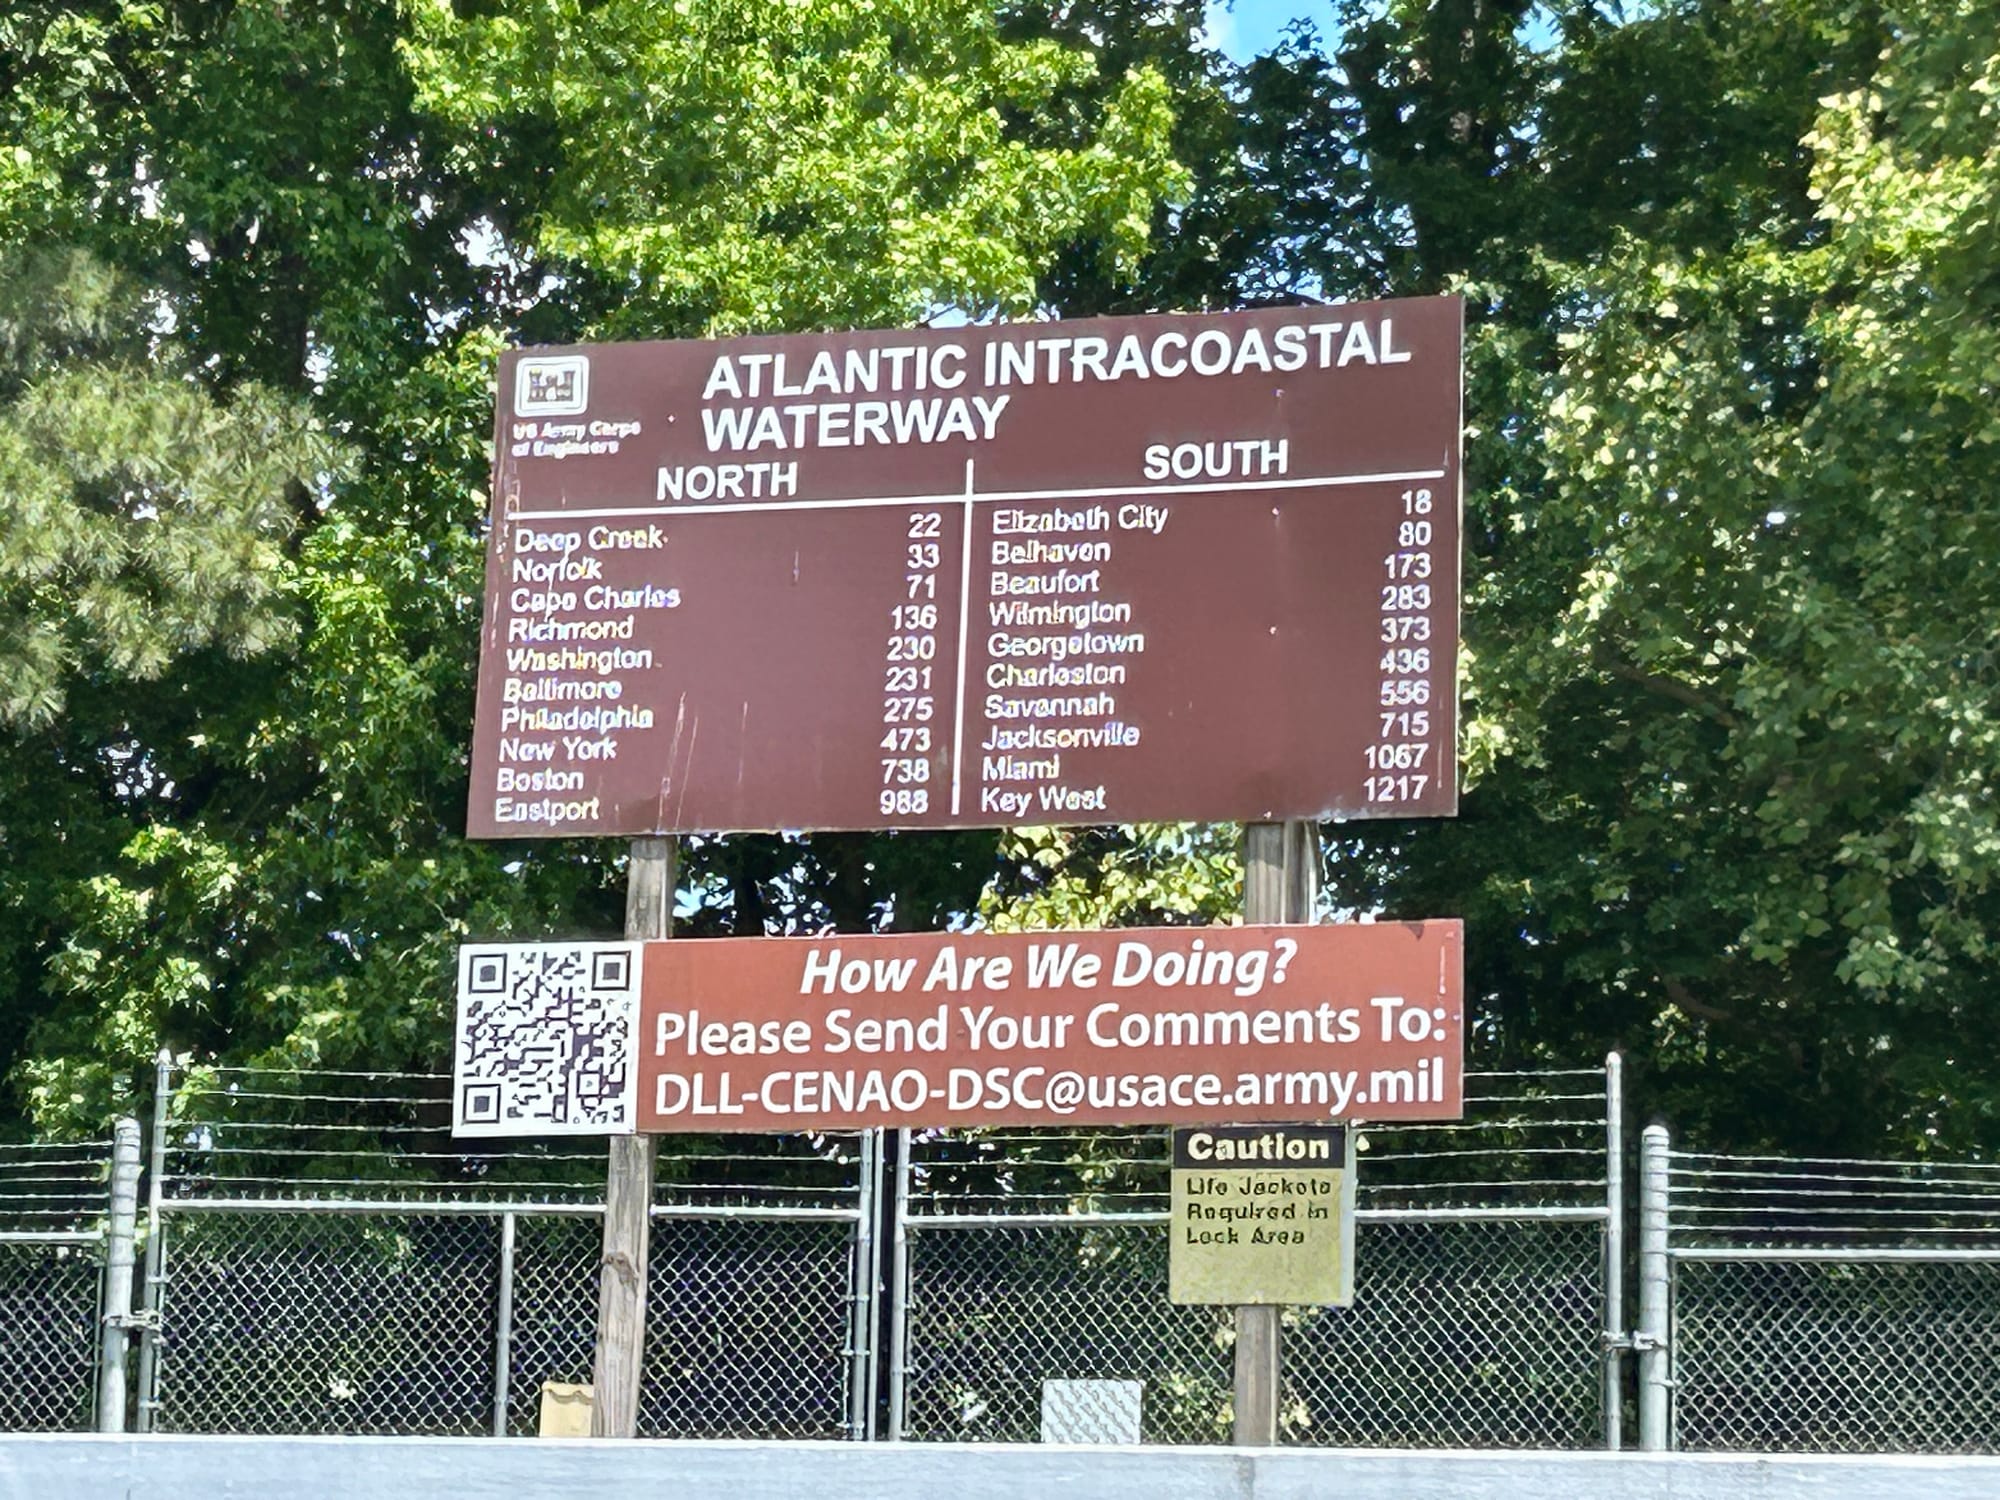 US Army Corps
of Engineers
ATLANTIC INTRACOASTAL
WATERWAY
NORTH
Deep Creek 22
Norfolk 33
Cape Charles 71
Richmond 136
Washington 230
Baltimore 231
Philadelphia 275
New York 473
Boston 738
Eastport 988
SOUTH
Elizabeth City 18
Belhaven 80
Beaufort 173
Wilmington 283
Georgetown 373
Charleston 436
Savannah 556
Jacksonville 715
Miami 1067
Key West 1217
How Are We Doing?
Please Send Your Comments To:
DLL-CENAO-DSC@usace.army.mil
Caution
Life Jackets
Required in
Lock Area